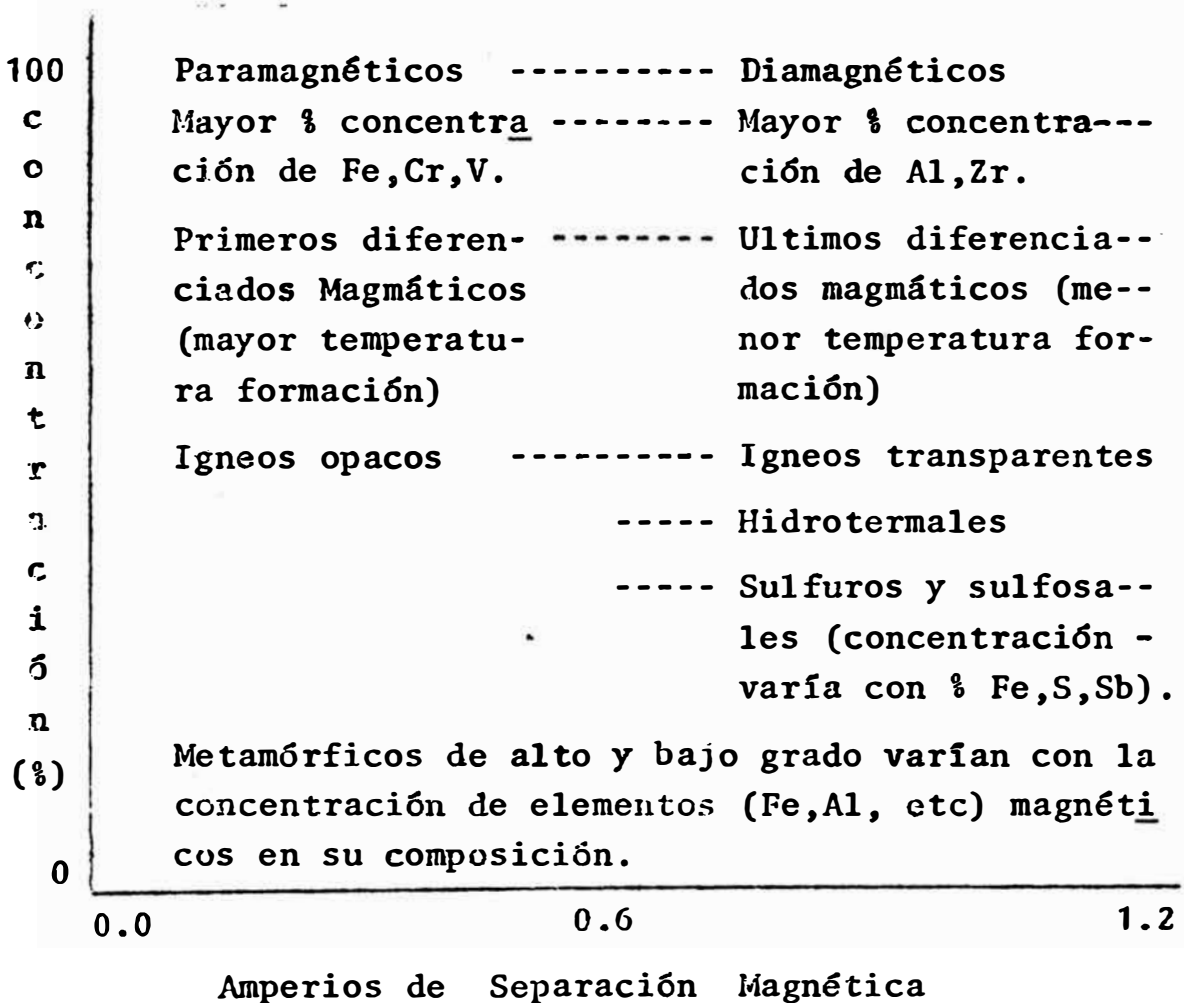 100 Paramagnéticos ---------- Diamagnéticos
Mayor % concentra -------- Mayor % concentra---
ción de Fe,Cr,V. ción de Al,Zr.
Primeros diferen- -------- Ultimos diferencia--
ciados Magmáticos dos magmáticos (me--
(mayor temperatu- nor temperatura for-
ra formación) mación)
Igneos opacos ---------- Igneos transparentes
----- Hidrotermales
----- Sulfuros y sulfosa--
les (concentración -
varía con % Fe,S,Sb).
Metamórficos de alto y bajo grado varían con la
concentración de elementos (Fe,Al, etc) magnéti
cos en su composición.
concentración
(%)
0
0.0 0.6 1.2
Amperios de Separación Magnética